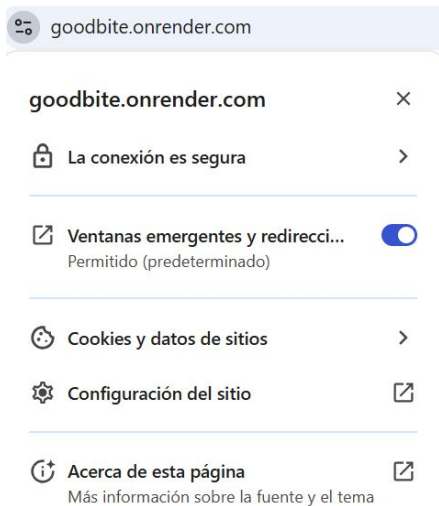 goodbite.onrender.com
goodbite.onrender.com
La conexión es segura
Ventanas emergentes y redirecci...
Permitido (predeterminado)
Cookies y datos de sitios
Configuración del sitio
Acerca de esta página
Más información sobre la fuente y el tema